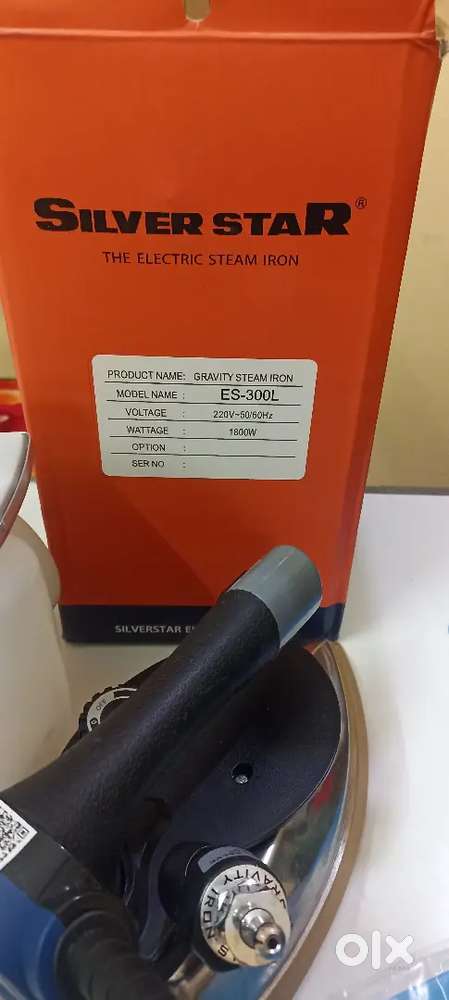 SILVER STAR®
THE ELECTRIC STEAM IRON
PRODUCT NAME: GRAVITY STEAM IRON
MODEL NAME : ES-300L
VOLTAGE : 220V~50/60Hz
WATTAGE : 1800W
OPTION :
SER NO :
SILVERSTAR
GRAVITY IRON
olx